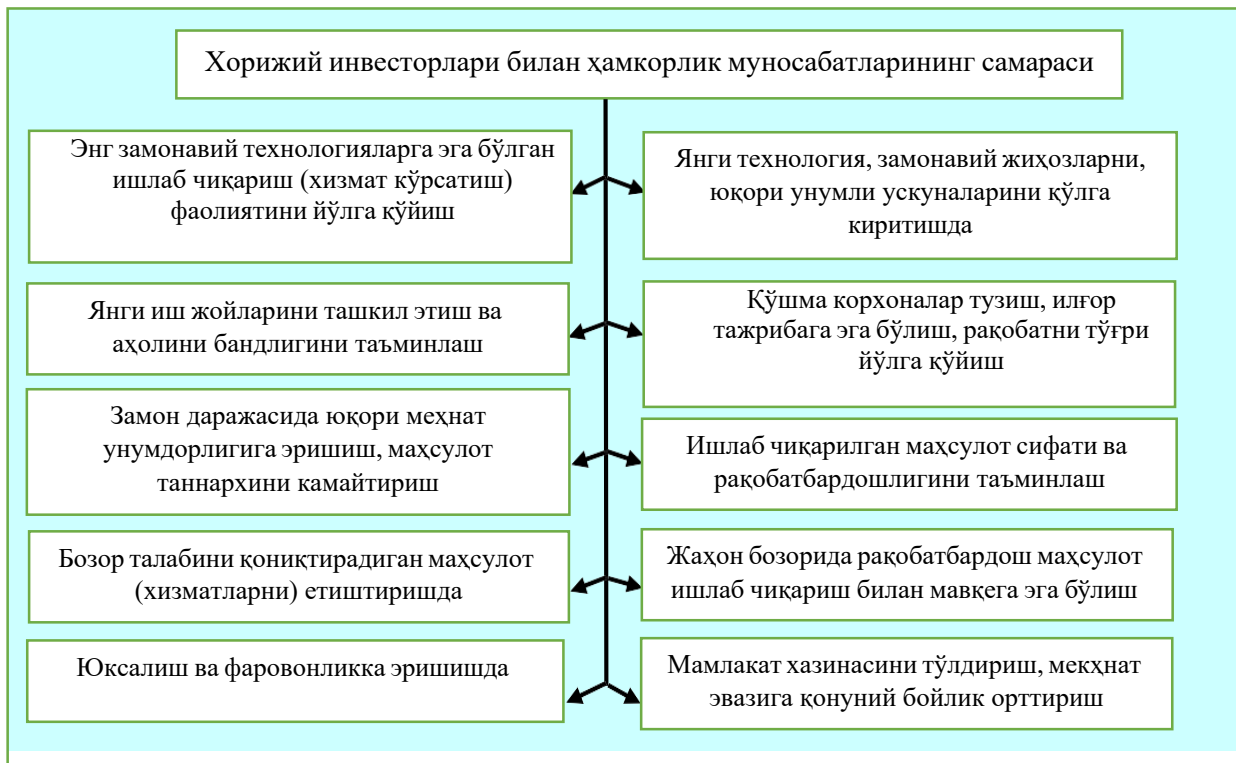 Хорижий инвесторлари билан ҳамкорлик муносабатларининг самараси
Энг замонавий технологияларга эга бўлган
ишлаб чиқариш (хизмат кўрсатиш)
фаолиятини йўлга қўйиш
Янги технология, замонавий жиҳозларни,
юқори унумли ускуналарини қўлга
киритишда
Янги иш жойларини ташкил этиш ва
аҳолини бандлигини таъминлаш
Қўшма корхоналар тузиш, илғор
тажрибага эга бўлиш, рақобатни тўғри
йўлга қўйиш
Замон даражасида юқори меҳнат
унумдорлигига эришиш, маҳсулот
таннархини камайтириш
Ишлаб чиқарилган маҳсулот сифати ва
рақобатбардошлигини таъминлаш
Бозор талабини қониқтирадиган маҳсулот
(хизматларни) етиштиришда
Жаҳон бозорида рақобатбардош маҳсулот
ишлаб чиқариш билан мавқега эга бўлиш
Юксалиш ва фаровонликка эришишда
Мамлакат хазинасини тўлдириш, мекҳнат
эвазига қонуний бойлик орттириш